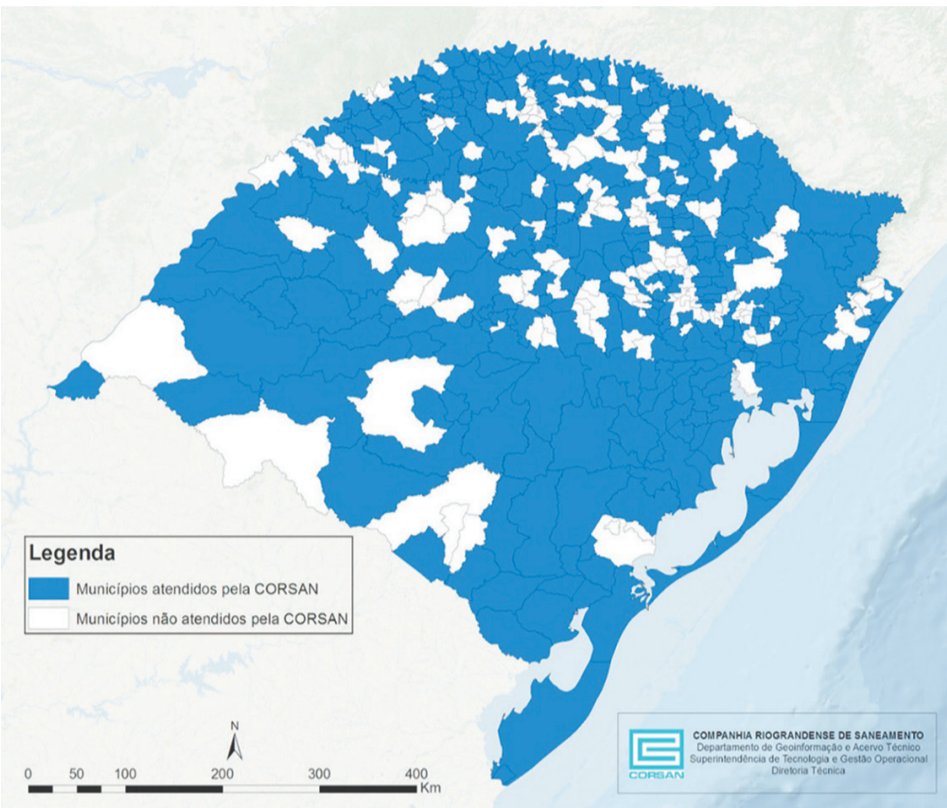 Legenda
Municípios atendidos pela CORSAN
Municípios não atendidos pela CORSAN
N
0 50 100 200 300 400
Km
CORSAN
COMPANHIA RIOGRANDENSE DE SANEAMENTO
Departamento de Geoinformação e Acervo Técnico
Superintendência de Tecnologia e Gestão Operacional
Diretoria Técnica